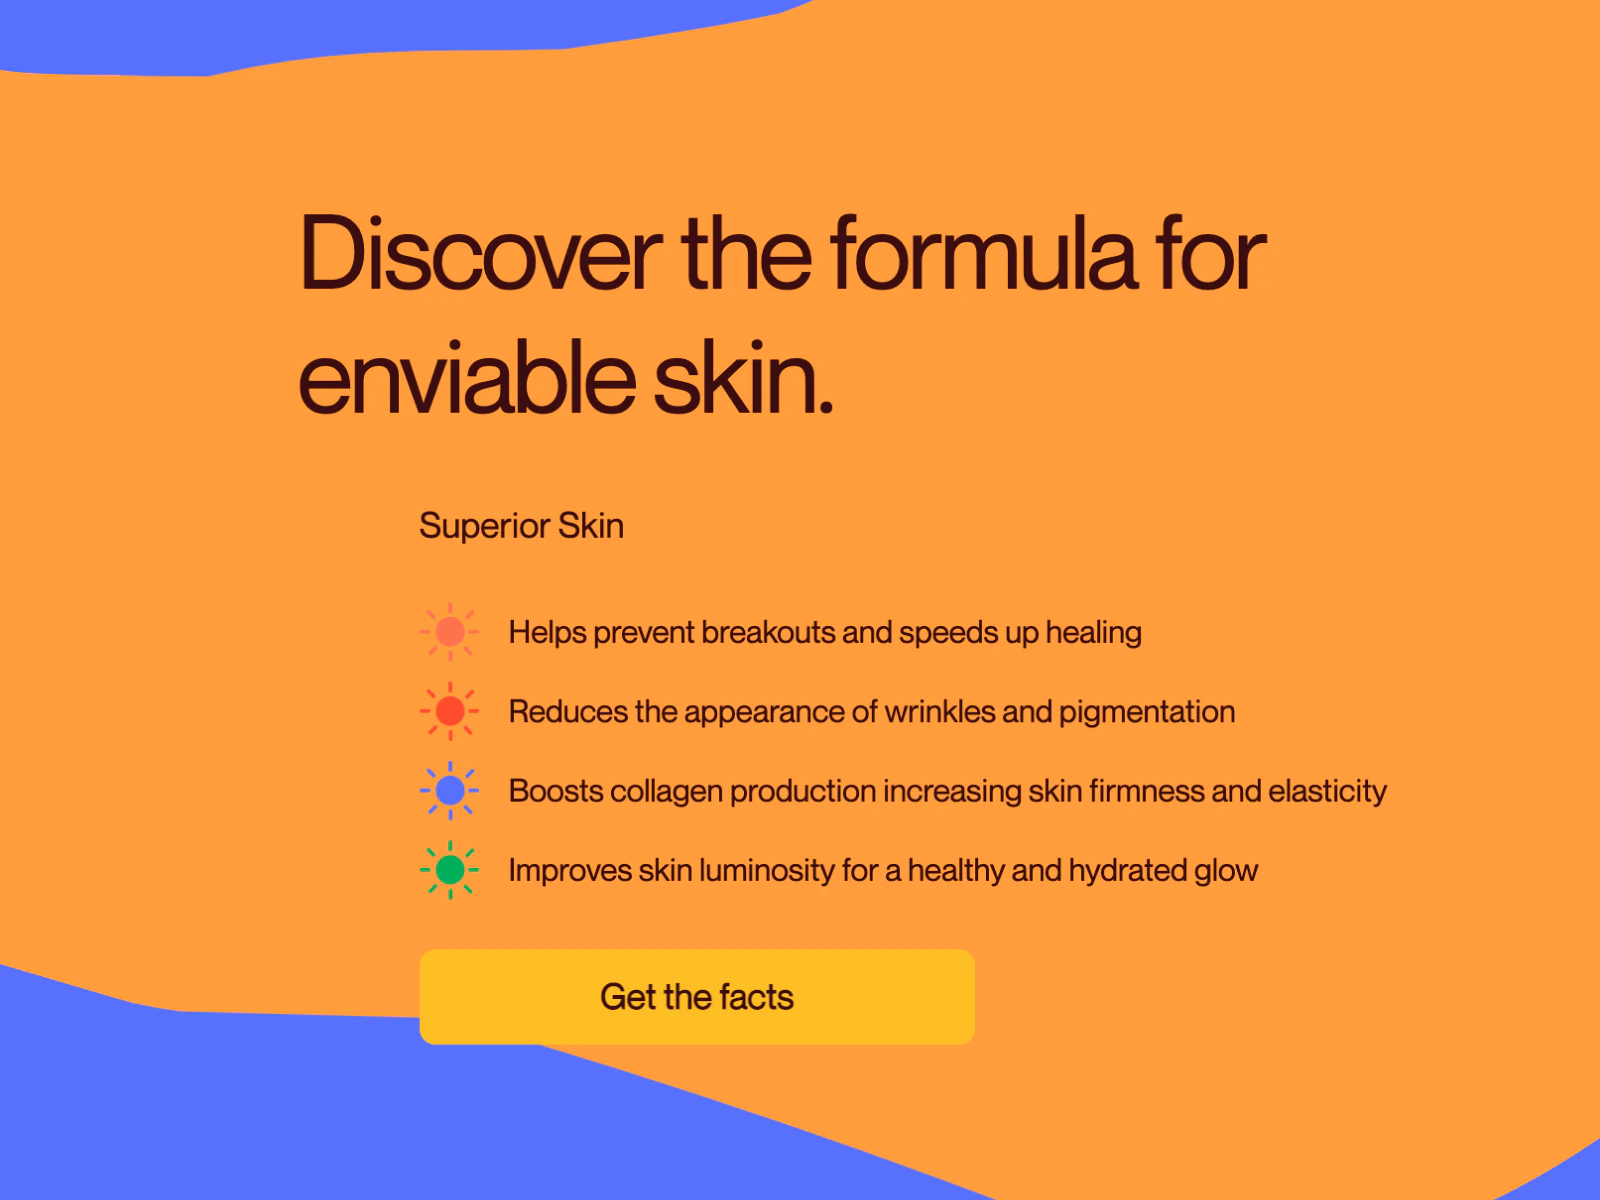 Discover the formula for
enviable skin.
Superior Skin
Helps prevent breakouts and speeds up healing
Reduces the appearance of wrinkles and pigmentation
Boosts collagen production increasing skin firmness and elasticity
Improves skin luminosity for a healthy and hydrated glow
Get the facts